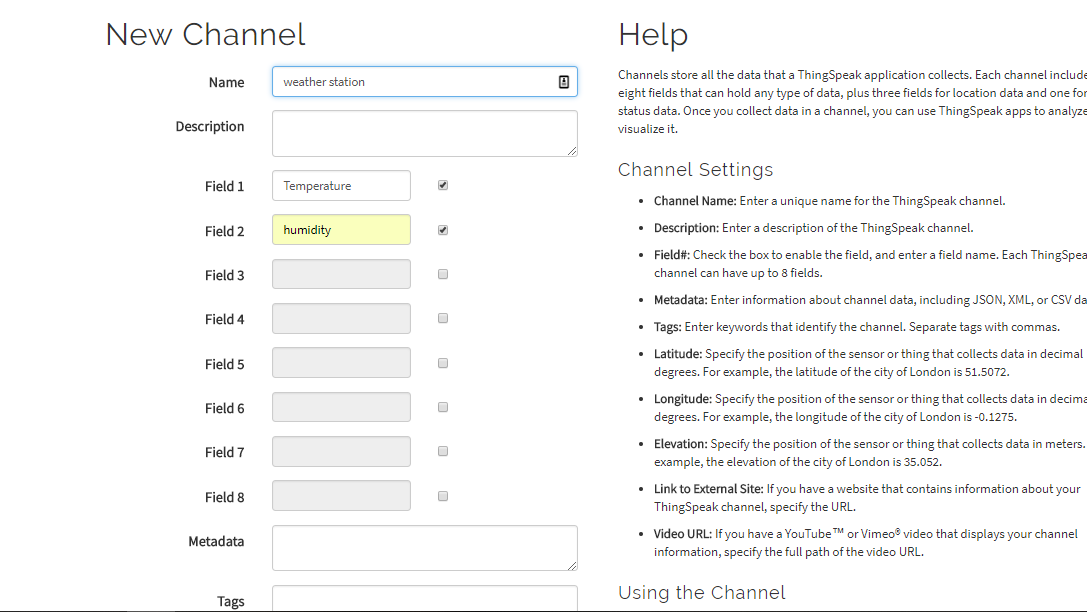 New Channel
Name
weather station
Description
Field 1
Temperature
Field 2
humidity
Field 3
Field 4
Field 5
Field 6
Field 7
Field 8
Metadata
Tags
Help
Channels store all the data that a ThingSpeak application collects. Each channel include
eight fields that can hold any type of data, plus three fields for location data and one for
status data. Once you collect data in a channel, you can use ThingSpeak apps to analyze
visualize it.
Channel Settings
• Channel Name: Enter a unique name for the ThingSpeak channel.
• Description: Enter a description of the ThingSpeak channel.
• Field#: Check the box to enable the field, and enter a field name. Each ThingSpea
channel can have up to 8 fields.
• Metadata: Enter information about channel data, including JSON, XML, or CSV da
• Tags: Enter keywords that identify the channel. Separate tags with commas.
• Latitude: Specify the position of the sensor or thing that collects data in decimal
degrees. For example, the latitude of the city of London is 51.5072.
• Longitude: Specify the position of the sensor or thing that collects data in decima
degrees. For example, the longitude of the city of London is -0.1275.
• Elevation: Specify the position of the sensor or thing that collects data in meters.
example, the elevation of the city of London is 35.052.
• Link to External Site: If you have a website that contains information about your
ThingSpeak channel, specify the URL.
• Video URL: If you have a YouTube™ or Vimeo® video that displays your channel
information, specify the full path of the video URL.
Using the Channel